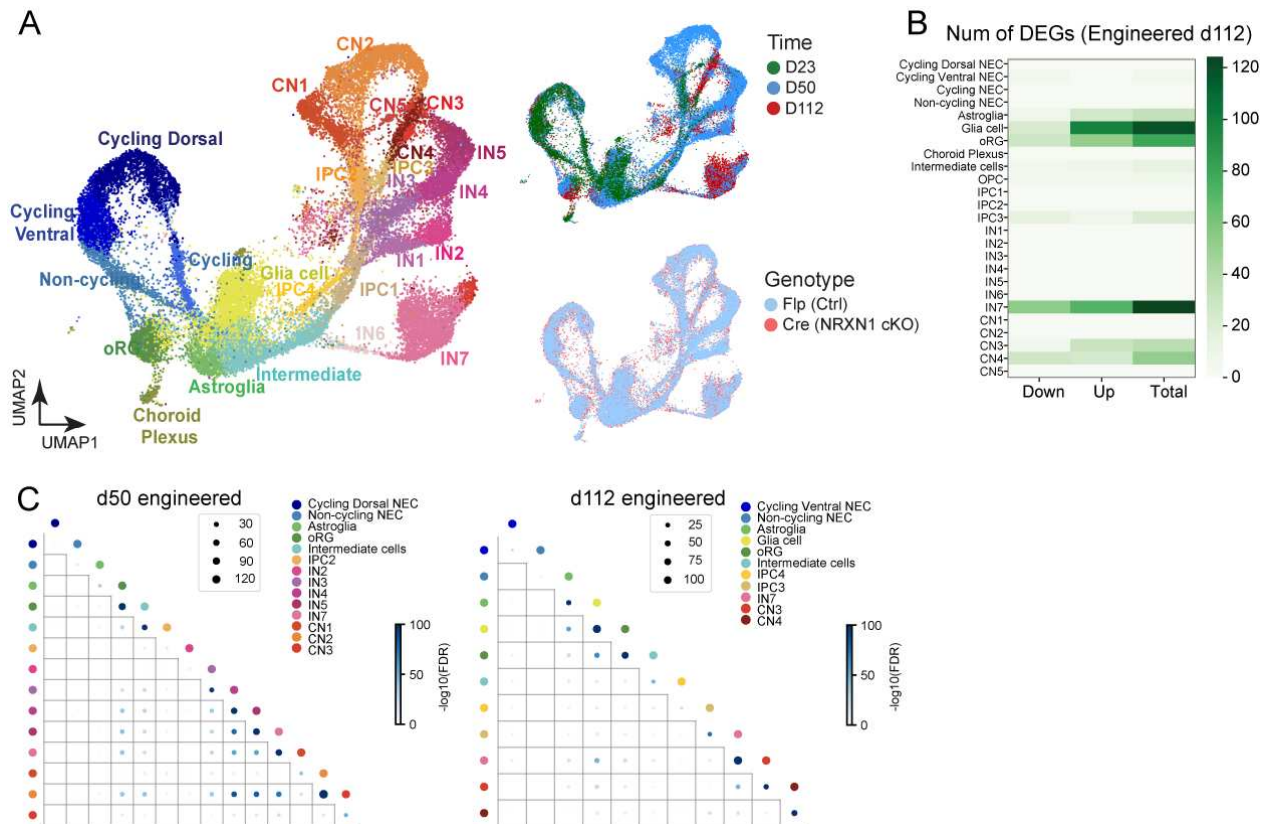 A
CN2
CN1
CN5
CN3
CN4
IN5
IPC2
IPC3
IN3
IN4
IN2
IN1
Cycling Dorsal
Cycling
Ventral
Non-cycling
Cycling
Glia cell
IPC4
IPC1
oRG
Astroglia
Intermediate
IN6
IN7
Choroid
Plexus
UMAP2
UMAP1
Time
D23
D50
D112
Genotype
Flp (Ctrl)
Cre (NRXN1 cKO)
B
Num of DEGs (Engineered d112)
Cycling Dorsal NEC
Cycling Ventral NEC
Cycling NEC
Non-cycling NEC
Astroglia
Glia cell
oRG
Choroid Plexus
Intermediate cells
OPC
IPC1
IPC2
IPC3
IN1
IN2
IN3
IN4
IN5
IN6
IN7
CN1
CN2
CN3
CN4
CN5
Down Up Total
120
100
80
60
40
20
0
C
d50 engineered
30
60
90
120
Cycling Dorsal NEC
Non-cycling NEC
Astroglia
oRG
Intermediate cells
IPC2
IN2
IN3
IN4
IN5
IN7
CN1
CN2
CN3
100
50
0
-log10(FDR)
d112 engineered
25
50
75
100
Cycling Ventral NEC
Non-cycling NEC
Astroglia
Glia cell
oRG
Intermediate cells
IPC4
IPC3
IN7
CN3
CN4
100
50
0
-log10(FDR)